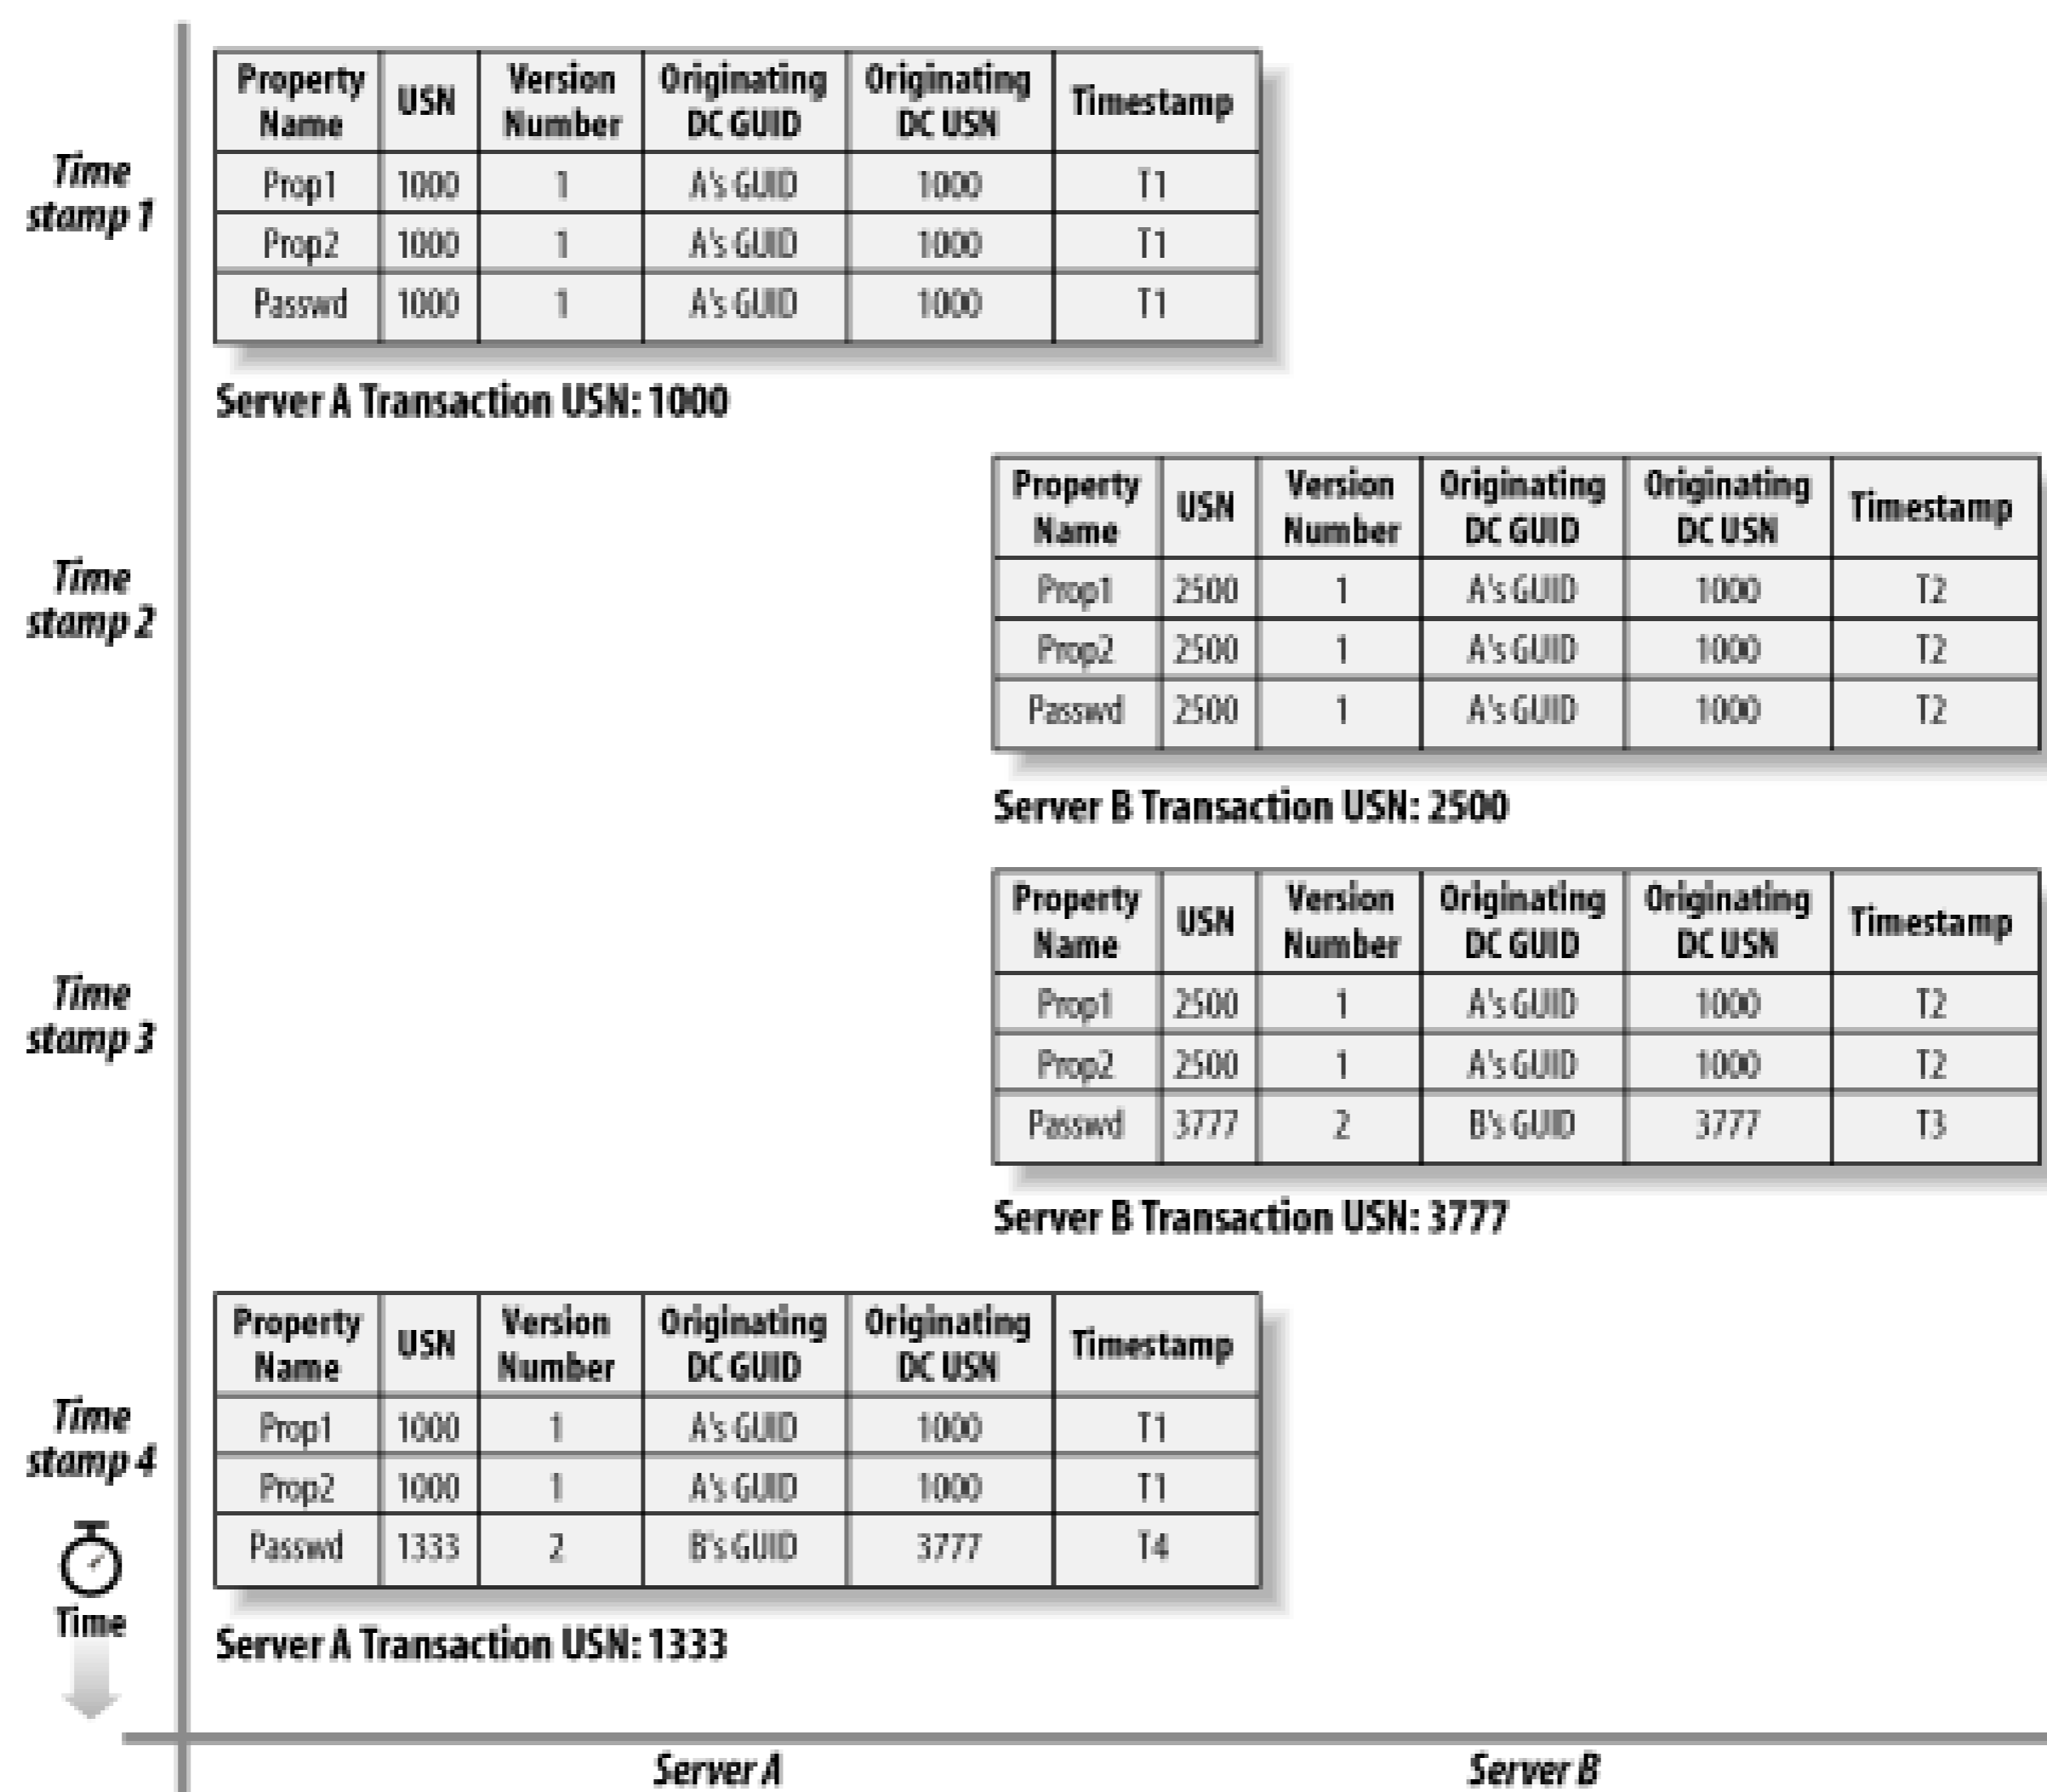 Time
stamp 1
Property Name USN Version Number Originating DC GUID Originating DC USN Timestamp
Prop1 1000 1 A's GUID 1000 T1
Prop2 1000 1 A's GUID 1000 T1
Passwd 1000 1 A's GUID 1000 T1
Server A Transaction USN: 1000
Time
stamp 2
Property Name USN Version Number Originating DC GUID Originating DC USN Timestamp
Prop1 2500 1 A's GUID 1000 T2
Prop2 2500 1 A's GUID 1000 T2
Passwd 2500 1 A's GUID 1000 T2
Server B Transaction USN: 2500
Time
stamp 3
Property Name USN Version Number Originating DC GUID Originating DC USN Timestamp
Prop1 2500 1 A's GUID 1000 T2
Prop2 2500 1 A's GUID 1000 T2
Passwd 3777 2 B's GUID 3777 T3
Server B Transaction USN: 3777
Time
stamp 4
Property Name USN Version Number Originating DC GUID Originating DC USN Timestamp
Prop1 1000 1 A's GUID 1000 T1
Prop2 1000 1 A's GUID 1000 T1
Passwd 1333 2 B's GUID 3777 T4
Server A Transaction USN: 1333
Time
Server A
Server B